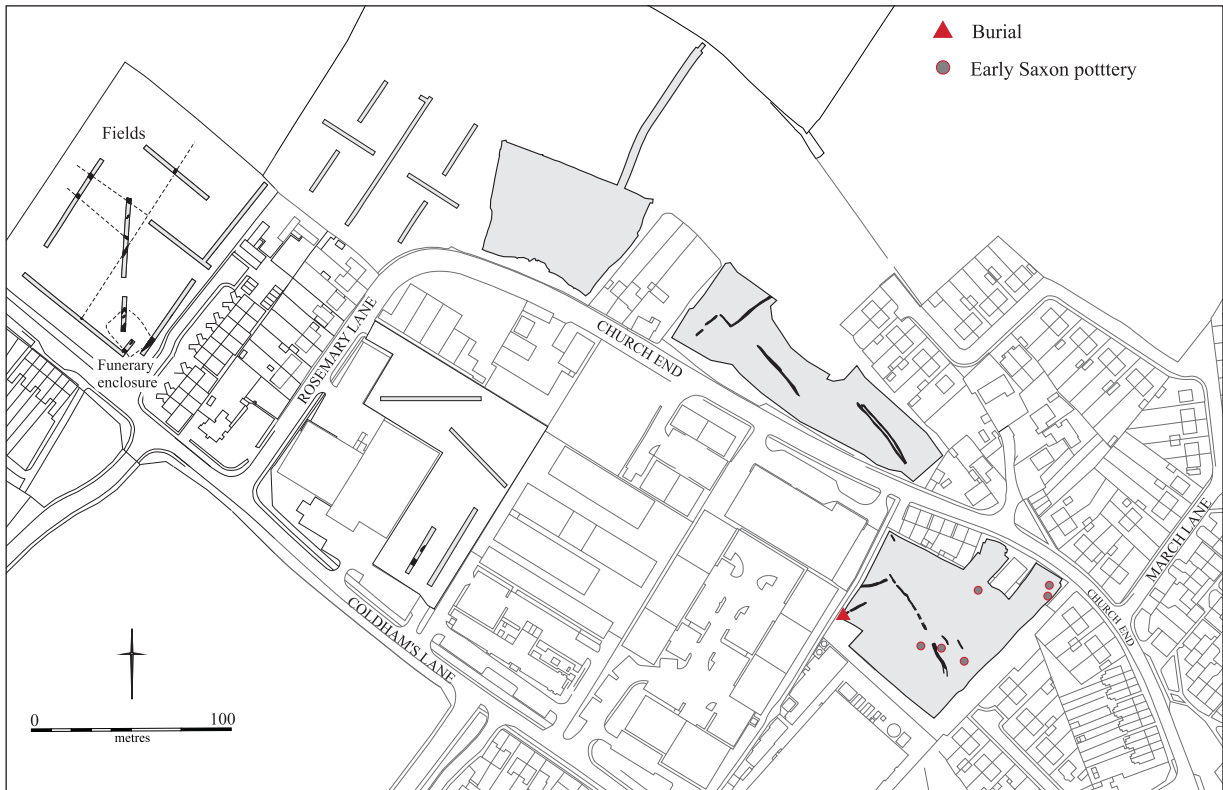 Burial
Early Saxon potttery
Fields
Funerary
enclosure
ROSEMARY LANE
CHURCH END
COLDHAM'S LANE
MARCH LANE
CHURCH END
0 100
metres